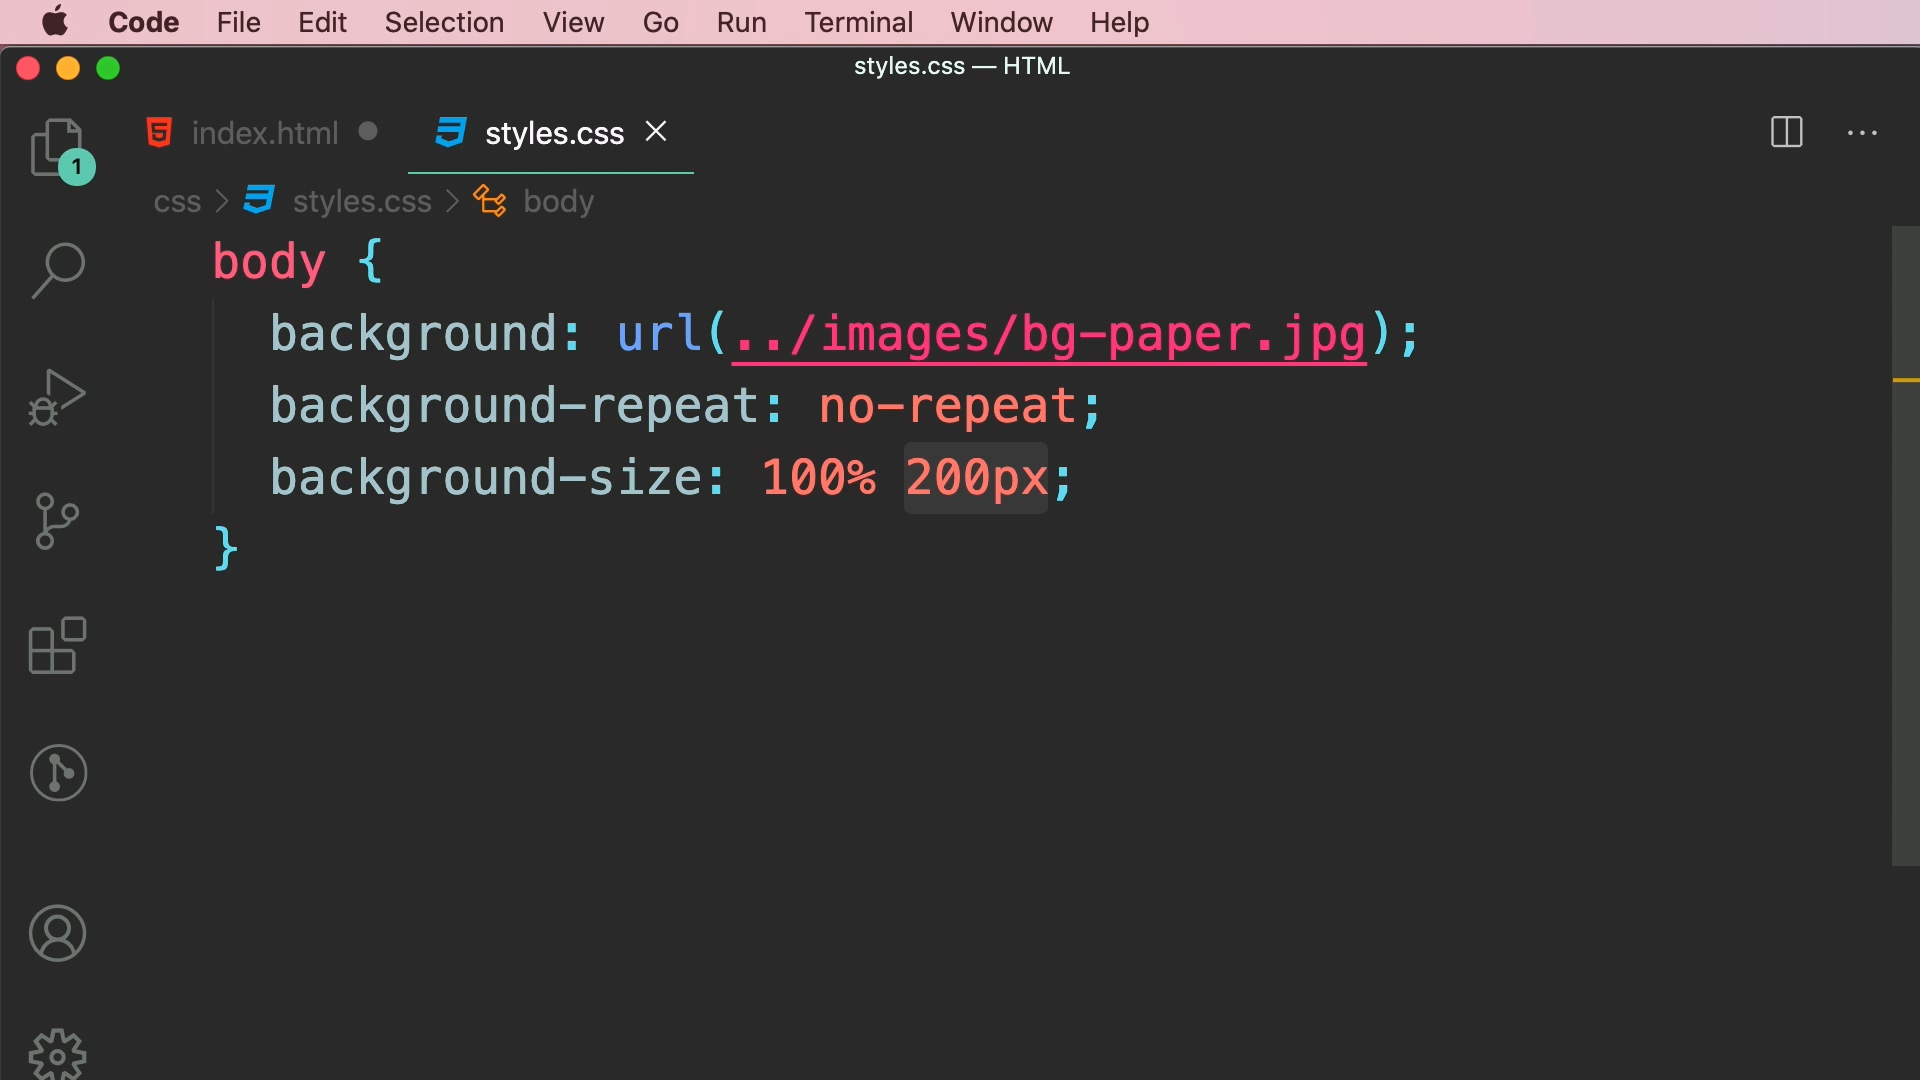 Code File Edit Selection View Go Run Terminal Window Help
styles.css — HTML
index.html styles.css
1
css > styles.css > body
body {
background: url(../images/bg-paper.jpg);
background-repeat: no-repeat;
background-size: 100% 200px;
}